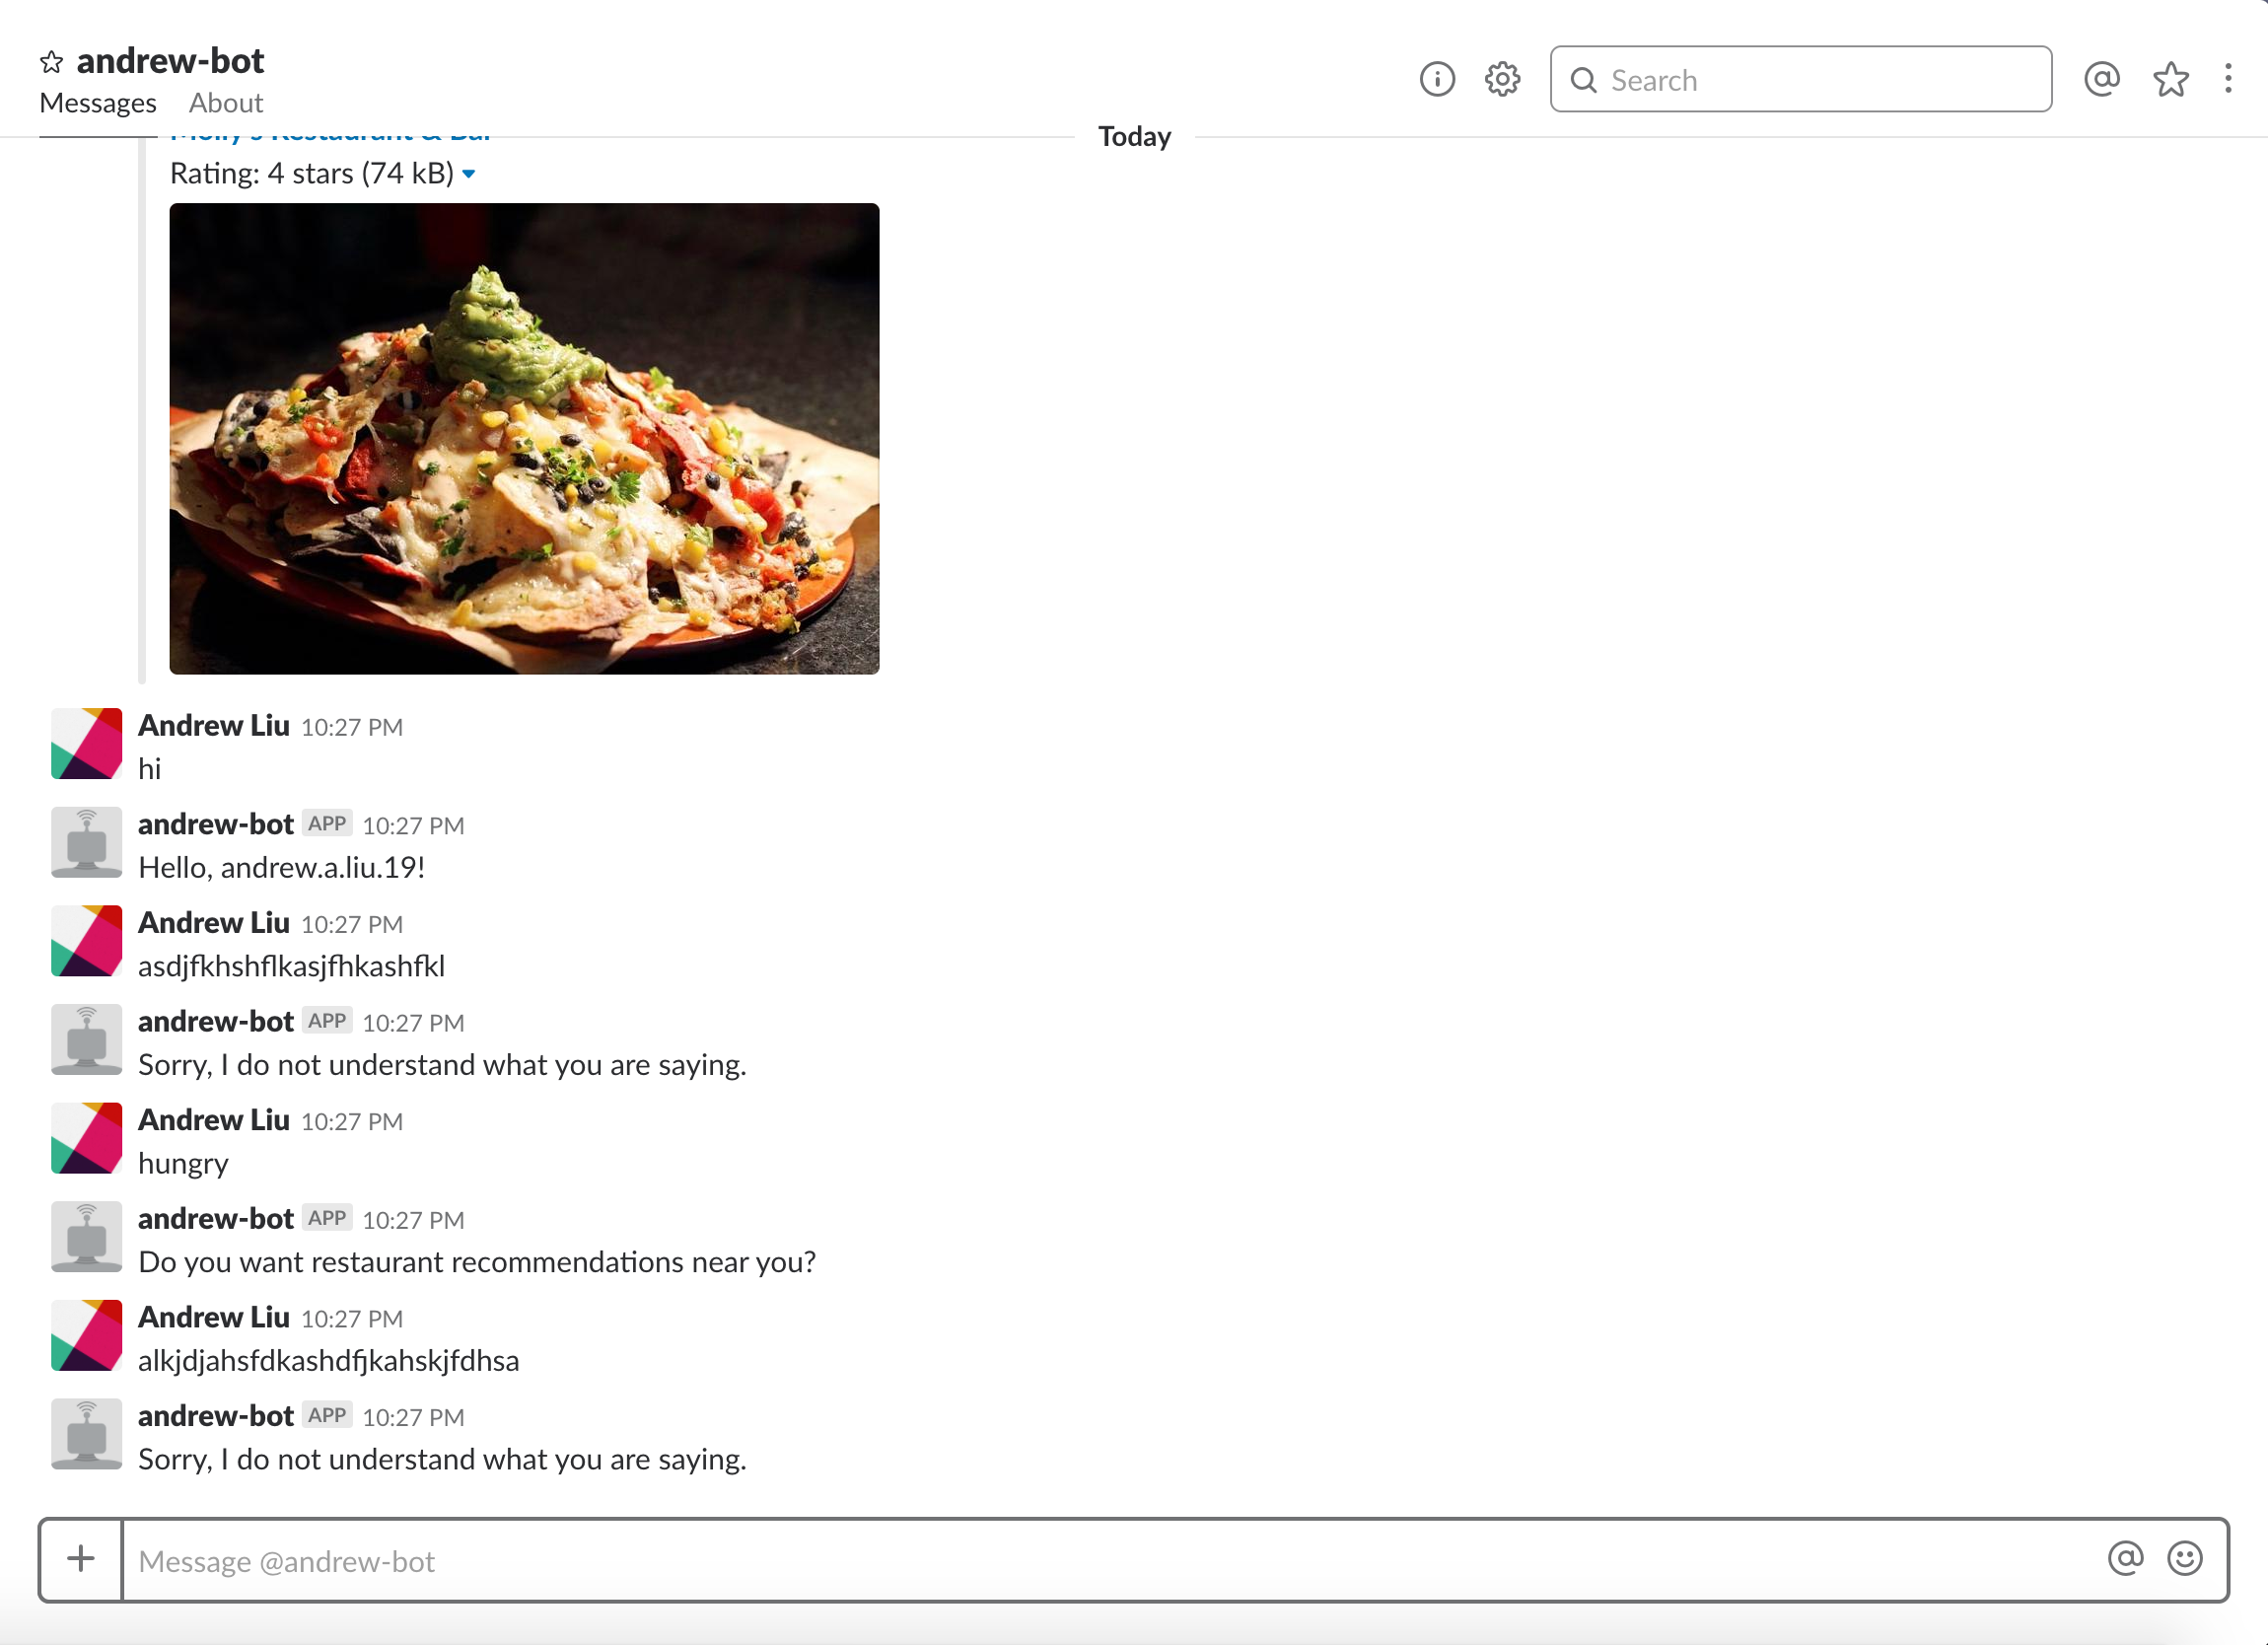 andrew-bot
Messages About
Search
Today
Molly's Restaurant & Bar
Rating: 4 stars (74 kB)
Andrew Liu 10:27 PM
hi
andrew-bot APP 10:27 PM
Hello, andrew.a.liu.19!
Andrew Liu 10:27 PM
asdjfkhshflkasjfhkashfkl
andrew-bot APP 10:27 PM
Sorry, I do not understand what you are saying.
Andrew Liu 10:27 PM
hungry
andrew-bot APP 10:27 PM
Do you want restaurant recommendations near you?
Andrew Liu 10:27 PM
alkjdjahsfdkashdfjkahskjfdhsa
andrew-bot APP 10:27 PM
Sorry, I do not understand what you are saying.
Message @andrew-bot